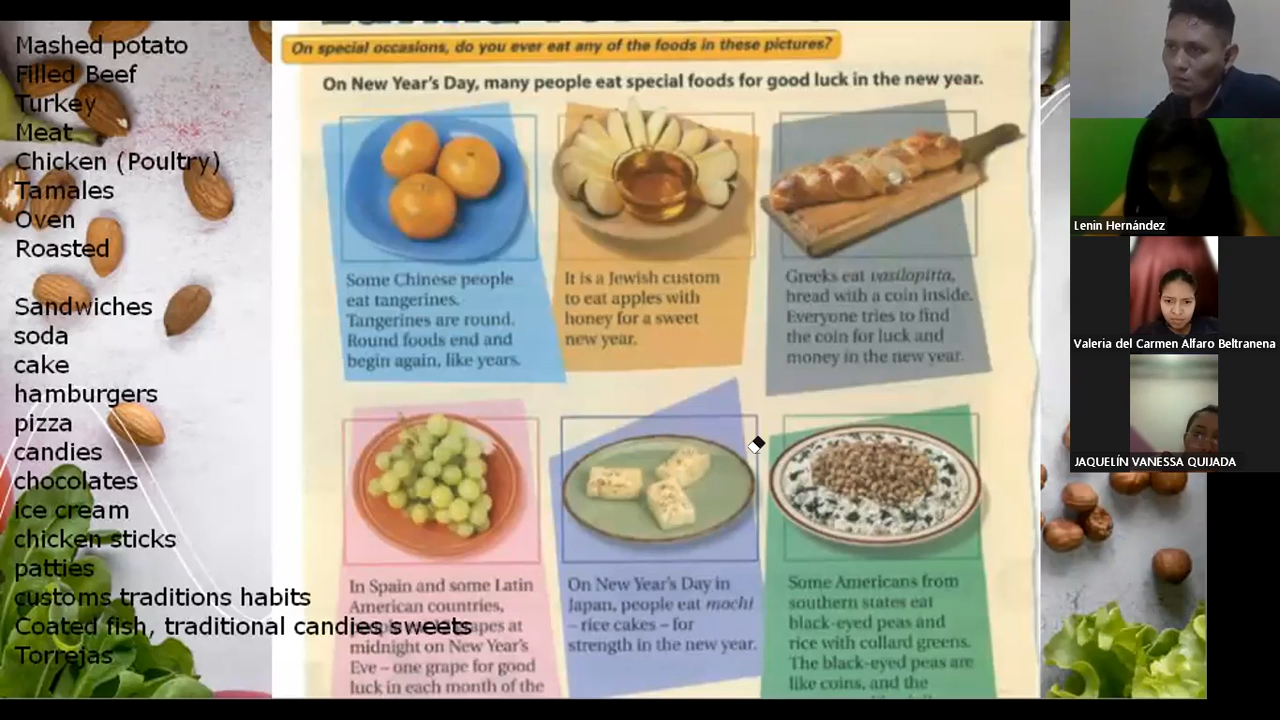 Mashed potato
Filled Beef
Turkey
Meat
Chicken (Poultry)
Tamales
Oven
Roasted
Sandwiches
soda
cake
hamburgers
pizza
candies
chocolates
ice cream
chicken sticks
patties
customs traditions habits
Coated fish, traditional candies sweets
Torrejas
On special occasions, do you ever eat any of the foods in these pictures?
On New Year's Day, many people eat special foods for good luck in the new year.
Some Chinese people
eat tangerines.
Tangerines are round.
Round foods end and
begin again, like years.
It is a Jewish custom
to eat apples with
honey for a sweet
new year.
Greeks eat vasilopitta,
bread with a coin inside.
Everyone tries to find
the coin for luck and
money in the new year.
In Spain and some Latin
American countries,
at
midnight on New Year's
Eve – one grape for good
luck in each month of the
On New Year's Day in
Japan, people eat mochi
– rice cakes – for
strength in the new year.
Some Americans from
southern states eat
black-eyed peas and
rice with collard greens.
The black-eyed peas are
like coins, and the
Lenin Hernández
Valeria del Carmen Alfaro Beltranena
JAQUELÍN VANESSA QUIJADA